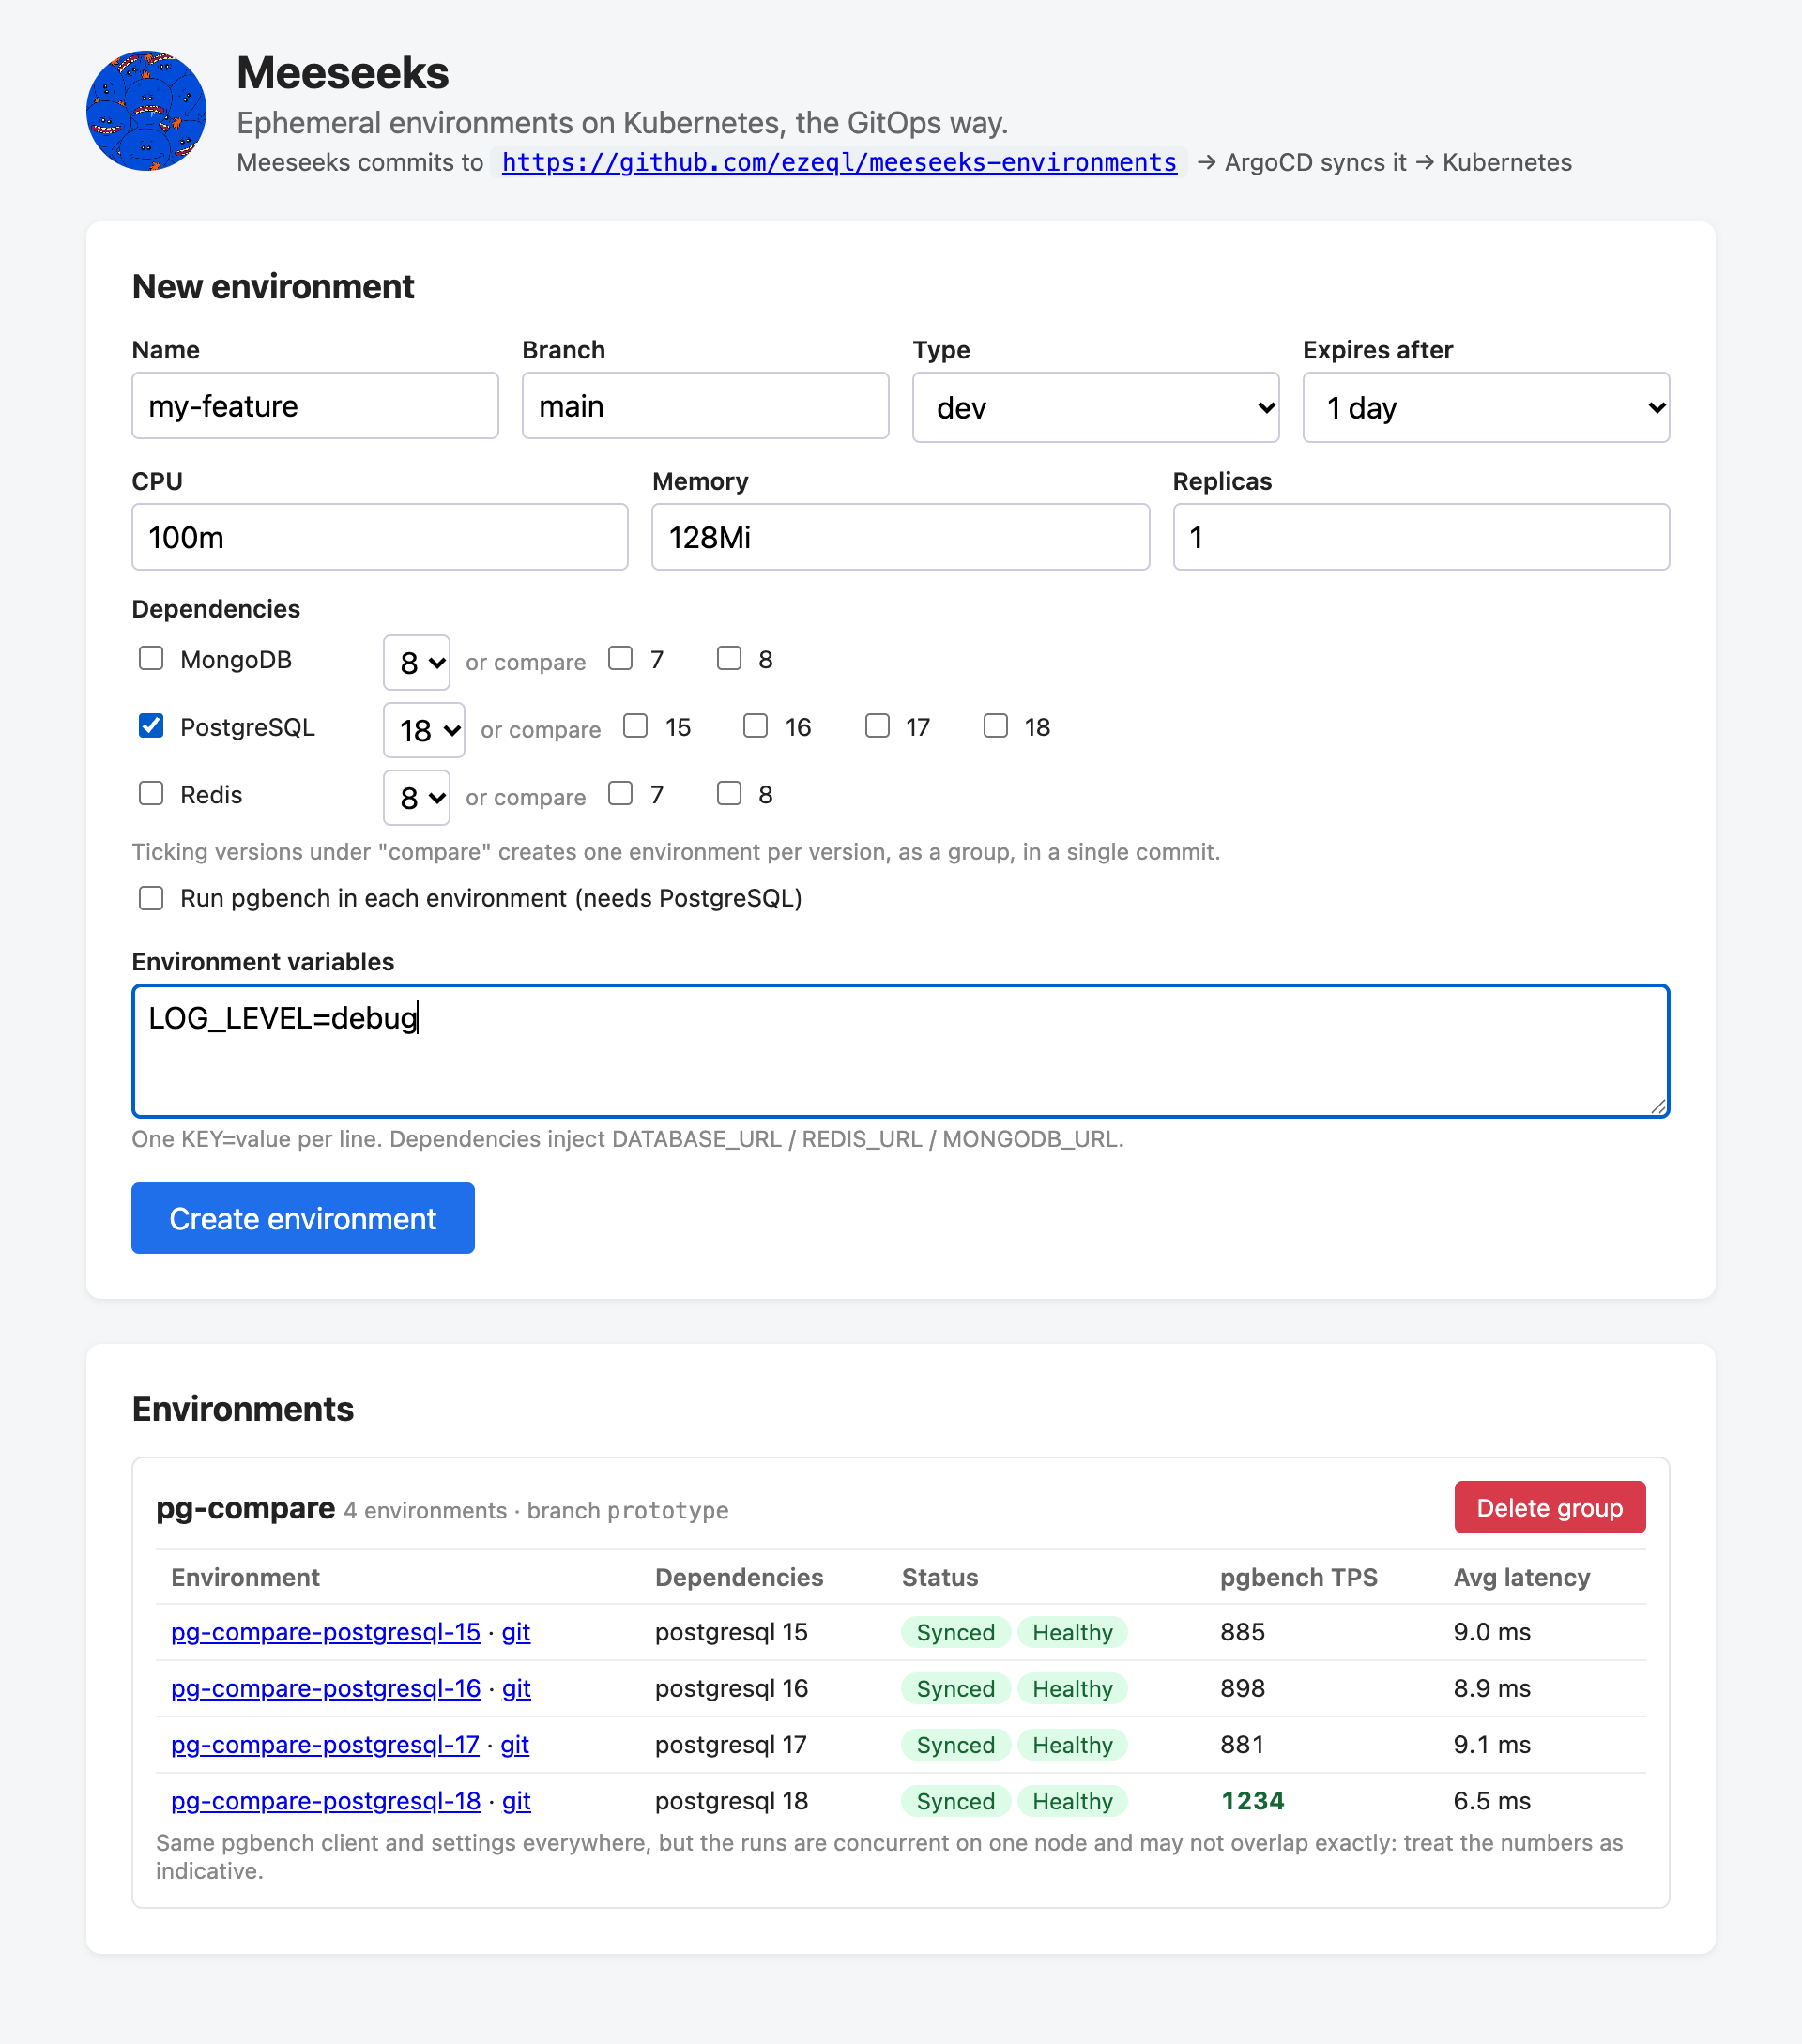 Meeseeks
Ephemeral environments on Kubernetes, the GitOps way.
Meeseeks commits to https://github.com/ezeql/meeseeks-environments → ArgoCD syncs it → Kubernetes
New environment
Name Branch Type Expires after
my-feature main dev 1 day
CPU Memory Replicas
100m 128Mi 1
Dependencies
MongoDB 8 or compare 7 8
PostgreSQL 18 or compare 15 16 17 18
Redis 8 or compare 7 8
Ticking versions under "compare" creates one environment per version, as a group, in a single commit.
Run pgbench in each environment (needs PostgreSQL)
Environment variables
LOG_LEVEL=debug
One KEY=value per line. Dependencies inject DATABASE_URL / REDIS_URL / MONGODB_URL.
Create environment
Environments
pg-compare 4 environments · branch prototype Delete group
Environment Dependencies Status pgbench TPS Avg latency
pg-compare-postgresql-15 · git postgresql 15 Synced Healthy 885 9.0 ms
pg-compare-postgresql-16 · git postgresql 16 Synced Healthy 898 8.9 ms
pg-compare-postgresql-17 · git postgresql 17 Synced Healthy 881 9.1 ms
pg-compare-postgresql-18 · git postgresql 18 Synced Healthy 1234 6.5 ms
Same pgbench client and settings everywhere, but the runs are concurrent on one node and may not overlap exactly: treat the numbers as
indicative.